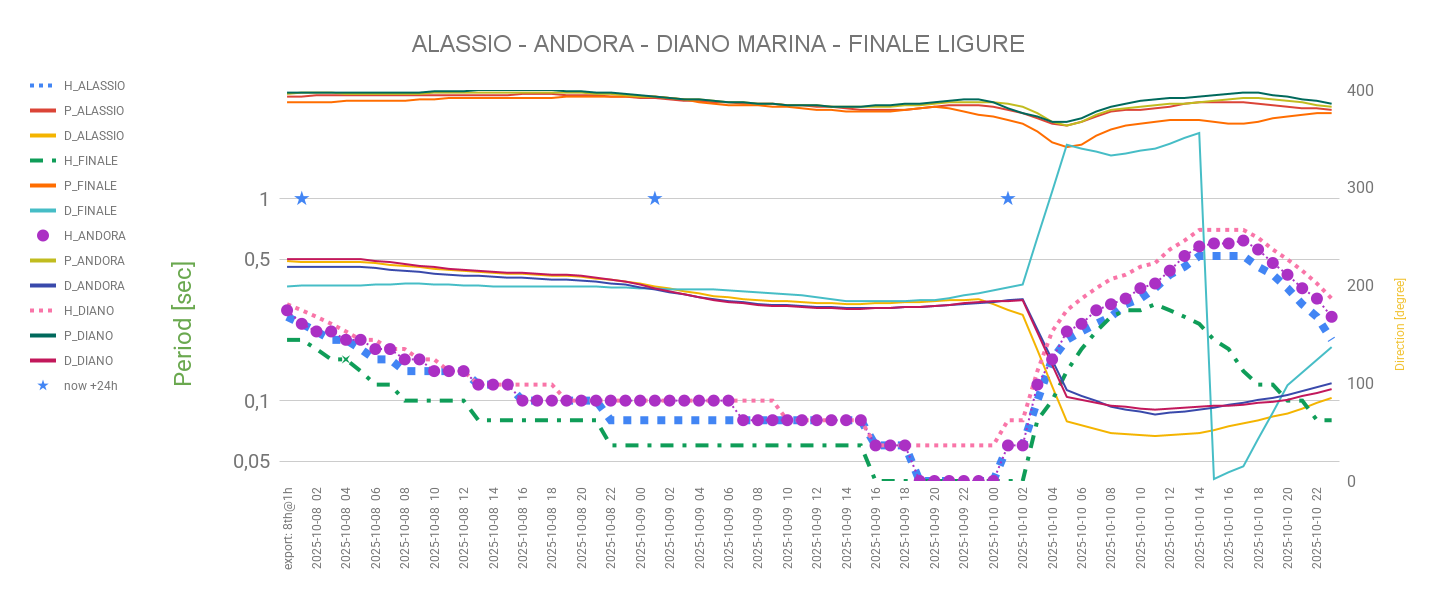 ALASSIO - ANDORA - DIANO MARINA - FINALE LIGURE
H_ALASSIO
P_ALASSIO
D_ALASSIO
H_FINALE
P_FINALE
D_FINALE
H_ANDORA
P_ANDORA
D_ANDORA
H_DIANO
P_DIANO
D_DIANO
now +24h
Period [sec]
1
0,5
0,1
0,05
400
300
200
100
0
Direction [degree]
export: 8th@1h
2025-10-08 02
2025-10-08 04
2025-10-08 06
2025-10-08 08
2025-10-08 10
2025-10-08 12
2025-10-08 14
2025-10-08 16
2025-10-08 18
2025-10-08 20
2025-10-08 22
2025-10-09 00
2025-10-09 02
2025-10-09 04
2025-10-09 06
2025-10-09 08
2025-10-09 10
2025-10-09 12
2025-10-09 14
2025-10-09 16
2025-10-09 18
2025-10-09 20
2025-10-09 22
2025-10-10 00
2025-10-10 02
2025-10-10 04
2025-10-10 06
2025-10-10 08
2025-10-10 10
2025-10-10 12
2025-10-10 14
2025-10-10 16
2025-10-10 18
2025-10-10 20
2025-10-10 22